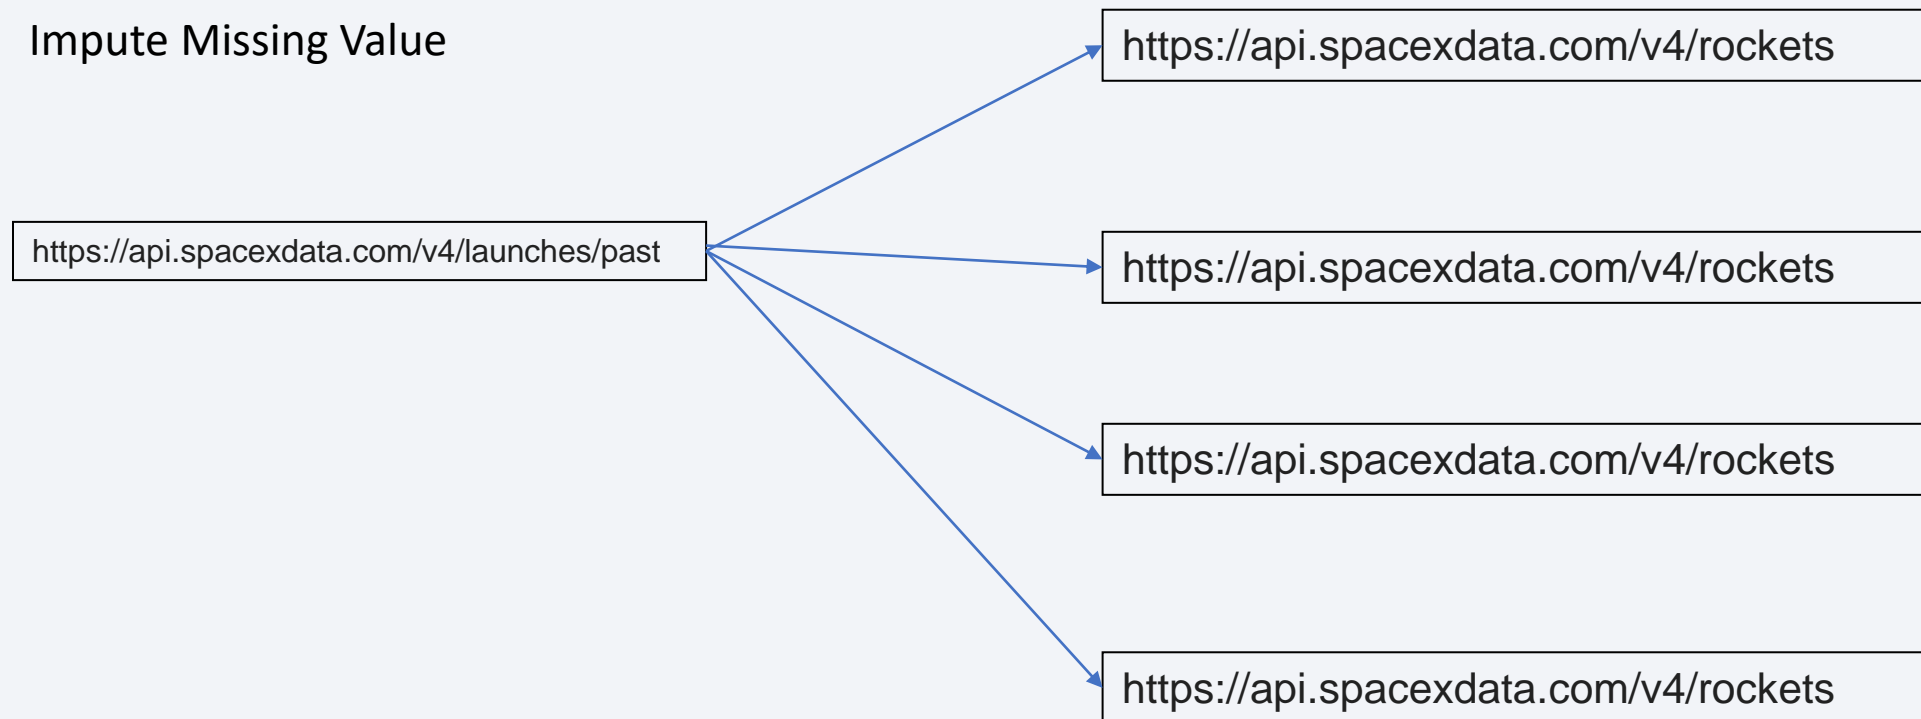 Impute Missing Value
https://api.spacexdata.com/v4/rockets
https://api.spacexdata.com/v4/launches/past
https://api.spacexdata.com/v4/rockets
https://api.spacexdata.com/v4/rockets
https://api.spacexdata.com/v4/rockets